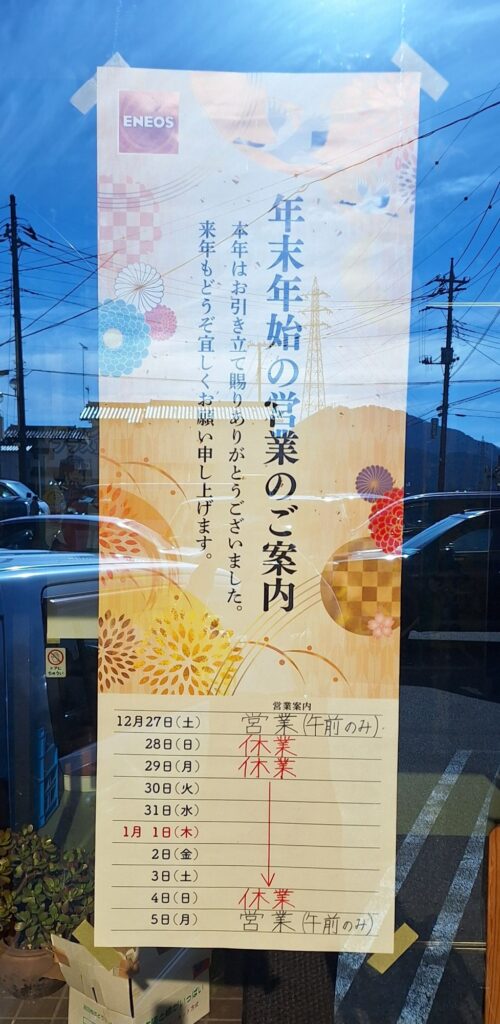 ENEOS
年末年始の営業のご案内
本年はお引き立て賜りありがとうございました。
来年もどうぞ宜しくお願い申し上げます。
営業案内
12月27日(土) 営業(午前のみ)
28日(日) 休業
29日(月) 休業
30日(火)
31日(水)
1月 1日(木)
2日(金)
3日(土)
4日(日) 休業
5日(月) 営業(午前のみ)